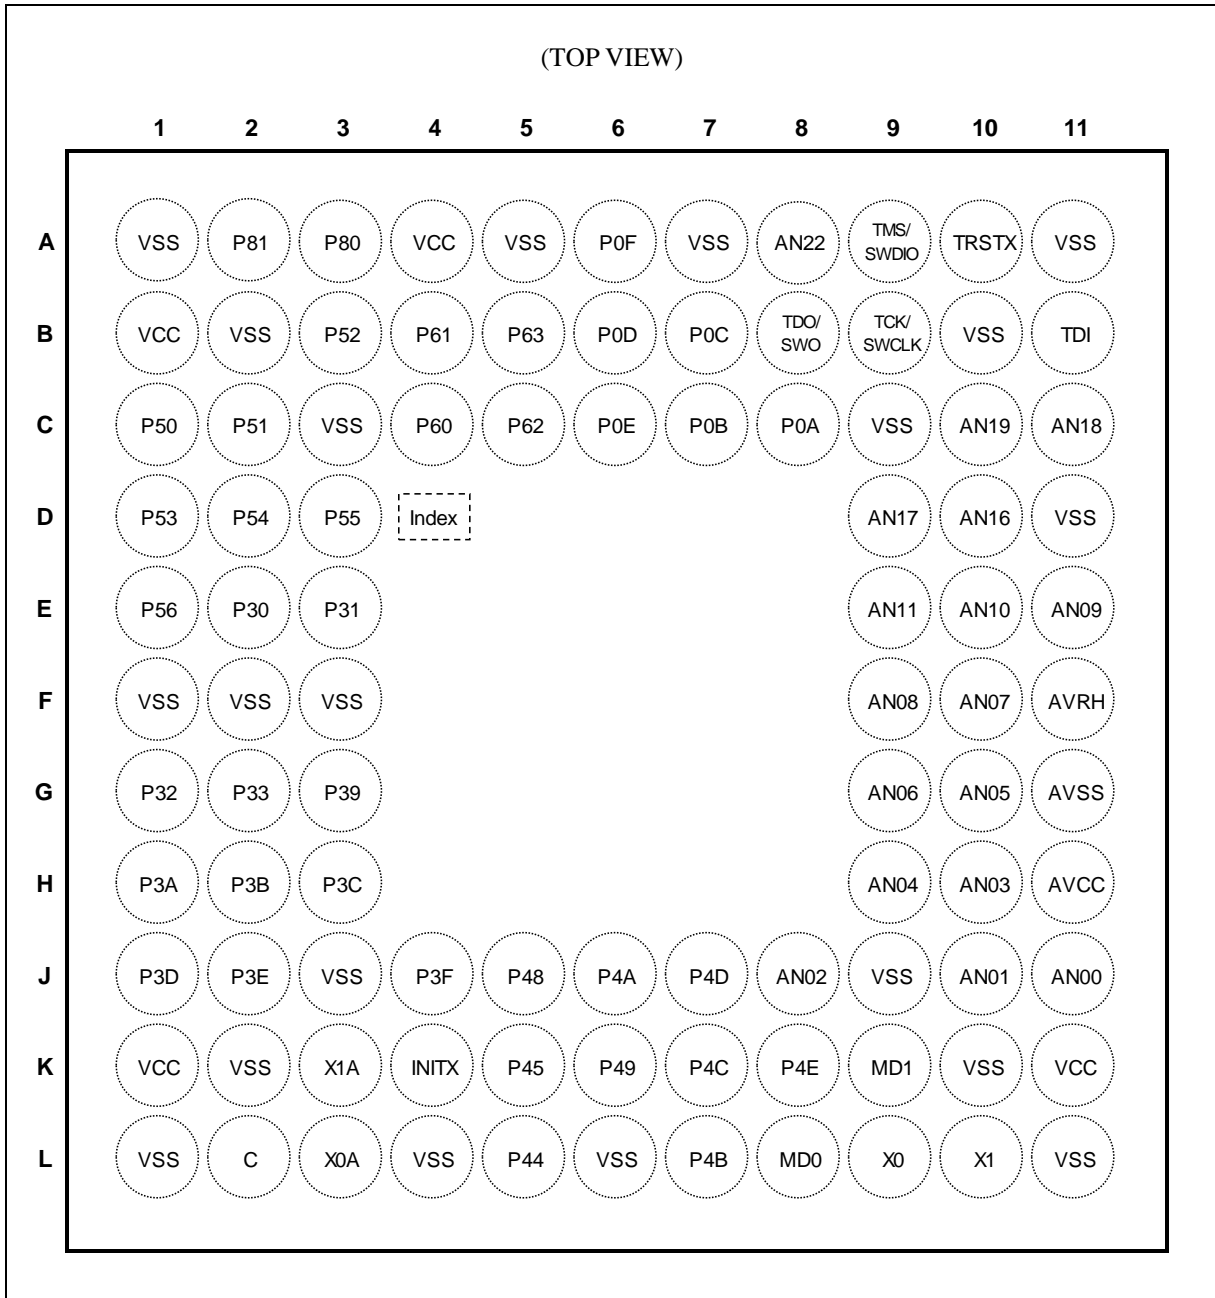 (TOP VIEW)
1 2 3 4 5 6 7 8 9 10 11
A VSS P81 P80 VCC VSS P0F VSS AN22 TMS/ SWDIO TRSTX VSS
B VCC VSS P52 P61 P63 P0D P0C TDO/ SWO TCK/ SWCLK VSS TDI
C P50 P51 VSS P60 P62 P0E P0B P0A VSS AN19 AN18
D P53 P54 P55 Index AN17 AN16 VSS
E P56 P30 P31 AN11 AN10 AN09
F VSS VSS VSS AN08 AN07 AVRH
G P32 P33 P39 AN06 AN05 AVSS
H P3A P3B P3C AN04 AN03 AVCC
J P3D P3E VSS P3F P48 P4A P4D AN02 VSS AN01 AN00
K VCC VSS X1A INITX P45 P49 P4C P4E MD1 VSS VCC
L VSS C X0A VSS P44 VSS P4B MD0 X0 X1 VSS